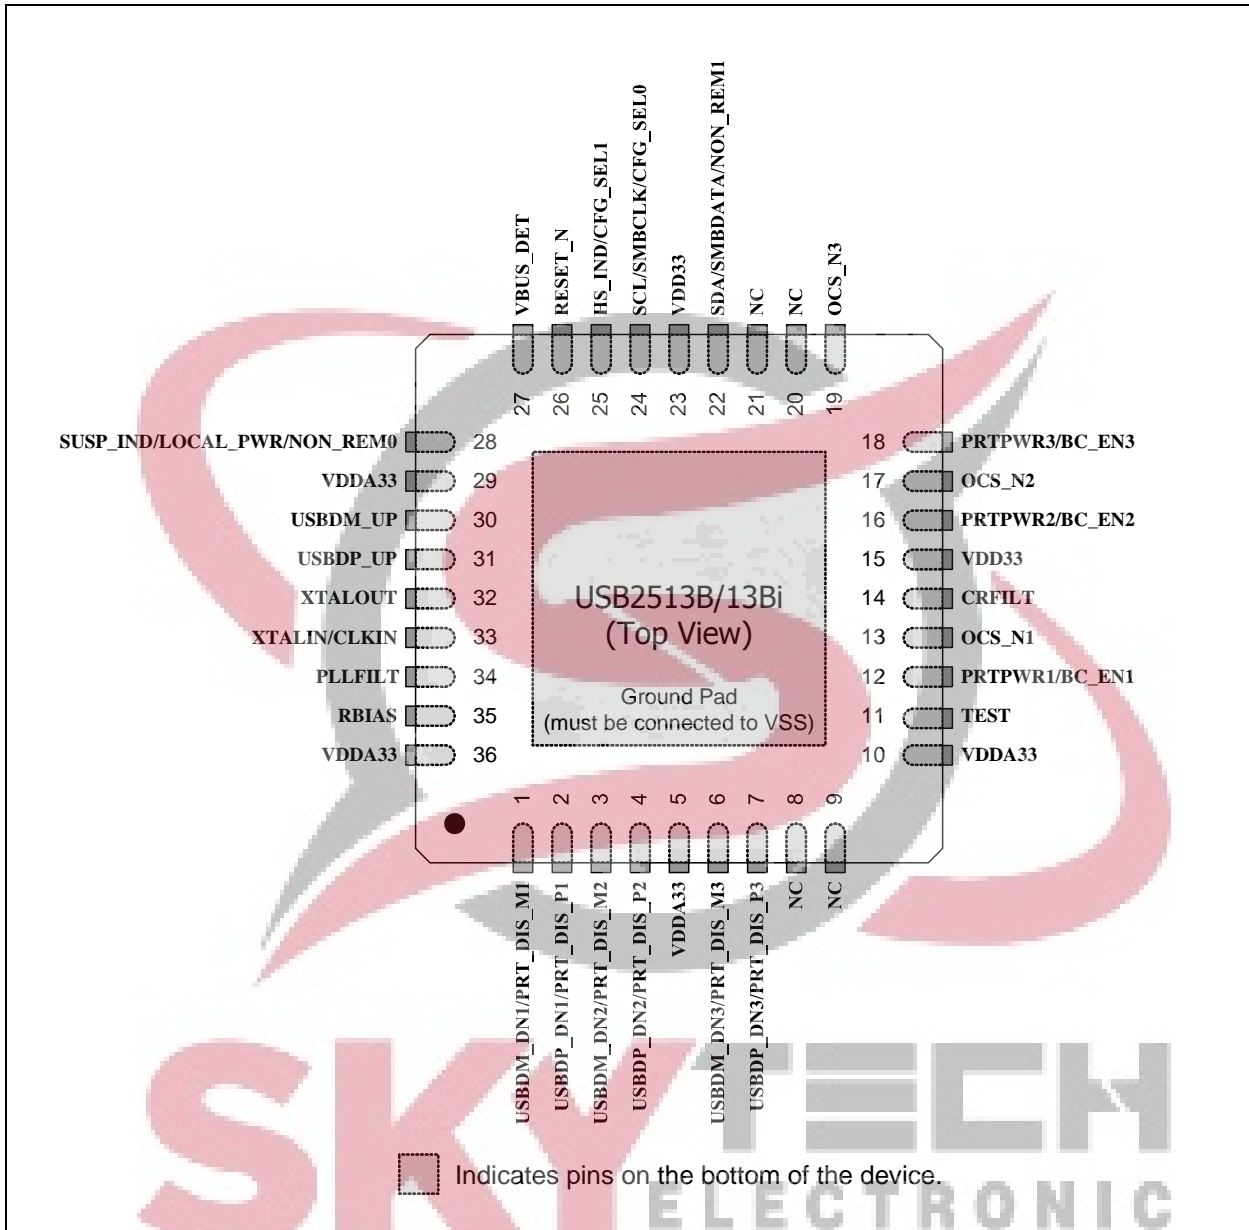 VBUS_DET
RESET_N
HS_IND/CFG_SEL1
SCL/SMBCLK/CFG_SEL0
VDD33
SDA/SMBDATA/NON_REM1
NC
NC
OCS_N3
27
26
25
24
23
22
21
20
19
SUSP_IND/LOCAL_PWR/NON_REM0 28
VDDA33 29
USBDM_UP 30
USBDP_UP 31
XTALOUT 32
XTALIN/CLKIN 33
PLLFILT 34
RBIAS 35
VDDA33 36
18 PRTPWR3/BC_EN3
17 OCS_N2
16 PRTPWR2/BC_EN2
15 VDD33
14 CRFILT
13 OCS_N1
12 PRTPWR1/BC_EN1
11 TEST
10 VDDA33
USB2513B/13Bi
(Top View)
Ground Pad
(must be connected to VSS)
1
2
3
4
5
6
7
8
9
USBDM_DN1/PRT_DIS_M1
USBDP_DN1/PRT_DIS_P1
USBDM_DN2/PRT_DIS_M2
USBDP_DN2/PRT_DIS_P2
VDDA33
USBDM_DN3/PRT_DIS_M3
USBDP_DN3/PRT_DIS_P3
NC
NC
Indicates pins on the bottom of the device.
SKYTECH
ELECTRONIC